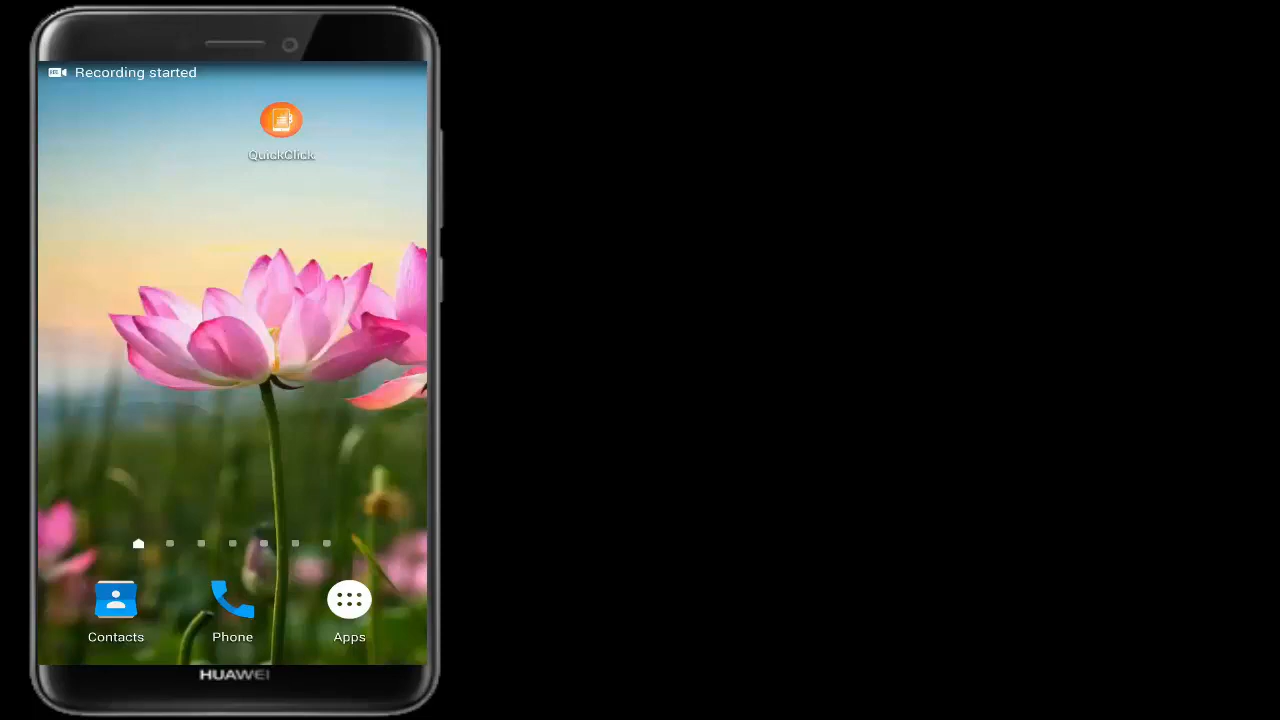 Recording started
QuickClick
Contacts
Phone
Apps
HUAWEI